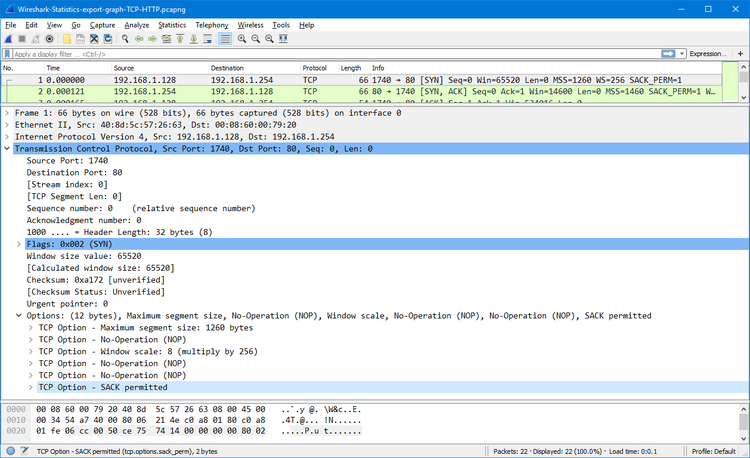 Wireshark-Statistics-export-graph-TCP-HTTP.pcapng
File Edit View Go Capture Analyze Statistics Telephony Wireless Tools Help
Apply a display filter ... <Ctrl-/> Expression... +
No. Time Source Destination Protocol Length Info
1 0.000000 192.168.1.128 192.168.1.254 TCP 66 1740 → 80 [SYN] Seq=0 Win=65520 Len=0 MSS=1260 WS=256 SACK_PERM=1
2 0.000121 192.168.1.254 192.168.1.128 TCP 66 80 → 1740 [SYN, ACK] Seq=0 Ack=1 Win=14600 Len=0 MSS=1460 SACK_PERM=1 W...
Frame 1: 66 bytes on wire (528 bits), 66 bytes captured (528 bits) on interface 0
Ethernet II, Src: 40:8d:5c:57:26:63, Dst: 00:08:60:00:79:20
Internet Protocol Version 4, Src: 192.168.1.128, Dst: 192.168.1.254
Transmission Control Protocol, Src Port: 1740, Dst Port: 80, Seq: 0, Len: 0
Source Port: 1740
Destination Port: 80
[Stream index: 0]
[TCP Segment Len: 0]
Sequence number: 0 (relative sequence number)
Acknowledgment number: 0
1000 .... = Header Length: 32 bytes (8)
Flags: 0x002 (SYN)
Window size value: 65520
[Calculated window size: 65520]
Checksum: 0xa172 [unverified]
[Checksum Status: Unverified]
Urgent pointer: 0
Options: (12 bytes), Maximum segment size, No-Operation (NOP), Window scale, No-Operation (NOP), No-Operation (NOP), SACK permitted
TCP Option - Maximum segment size: 1260 bytes
TCP Option - No-Operation (NOP)
TCP Option - Window scale: 8 (multiply by 256)
TCP Option - No-Operation (NOP)
TCP Option - No-Operation (NOP)
TCP Option - SACK permitted
0000 00 08 60 00 79 20 40 8d 5c 57 26 63 08 00 45 00 ..`.y @. \W&c..E.
0010 00 34 54 a7 40 00 80 06 21 4e c0 a8 01 80 c0 a8 .4T.@... !N......
0020 01 fe 06 cc 00 50 ce 75 74 14 00 00 00 00 80 02 .....P.u t.......
TCP Option - SACK permitted (tcp.options.sack_perm), 2 bytes Packets: 22 · Displayed: 22 (100.0%) · Load time: 0:0.1 Profile: Default